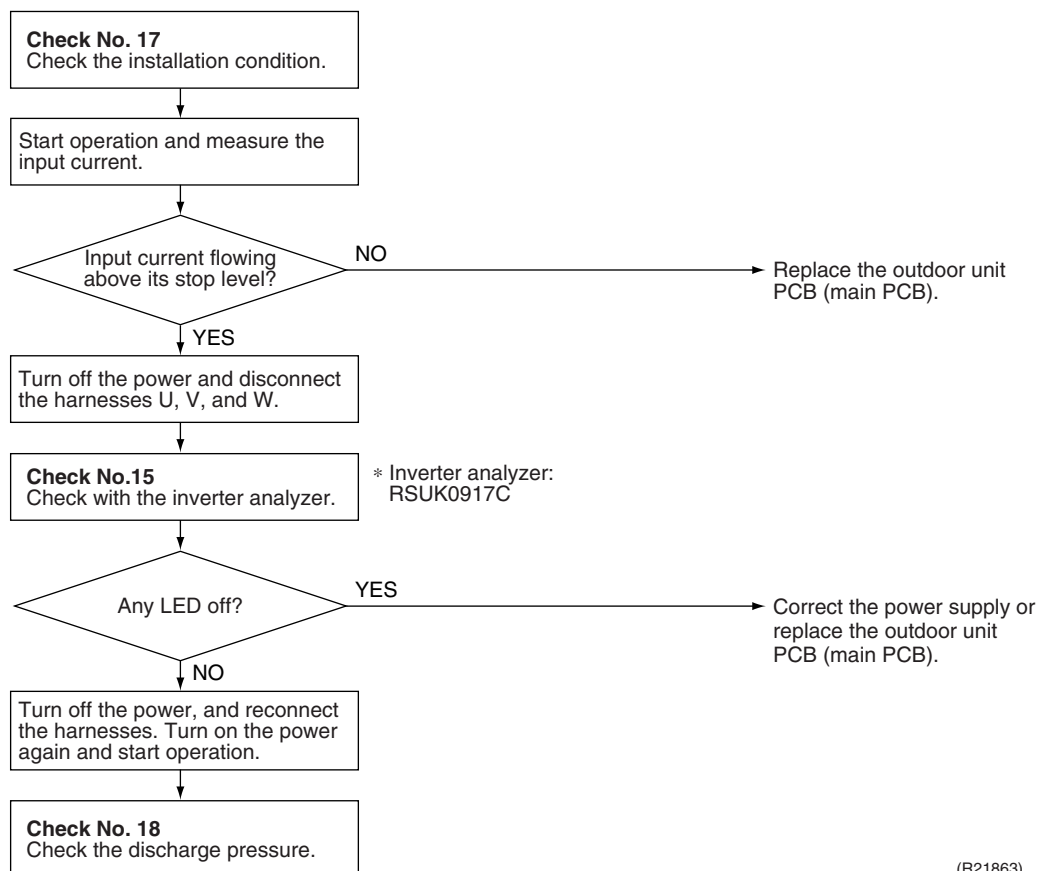 Check No. 17
Check the installation condition.
Start operation and measure the
input current.
Input current flowing
above its stop level?
NO
Replace the outdoor unit
PCB (main PCB).
YES
Turn off the power and disconnect
the harnesses U, V, and W.
Check No.15
Check with the inverter analyzer.
* Inverter analyzer:
RSUK0917C
Any LED off?
YES
Correct the power supply or
replace the outdoor unit
PCB (main PCB).
NO
Turn off the power, and reconnect
the harnesses. Turn on the power
again and start operation.
Check No. 18
Check the discharge pressure.
(R21863)